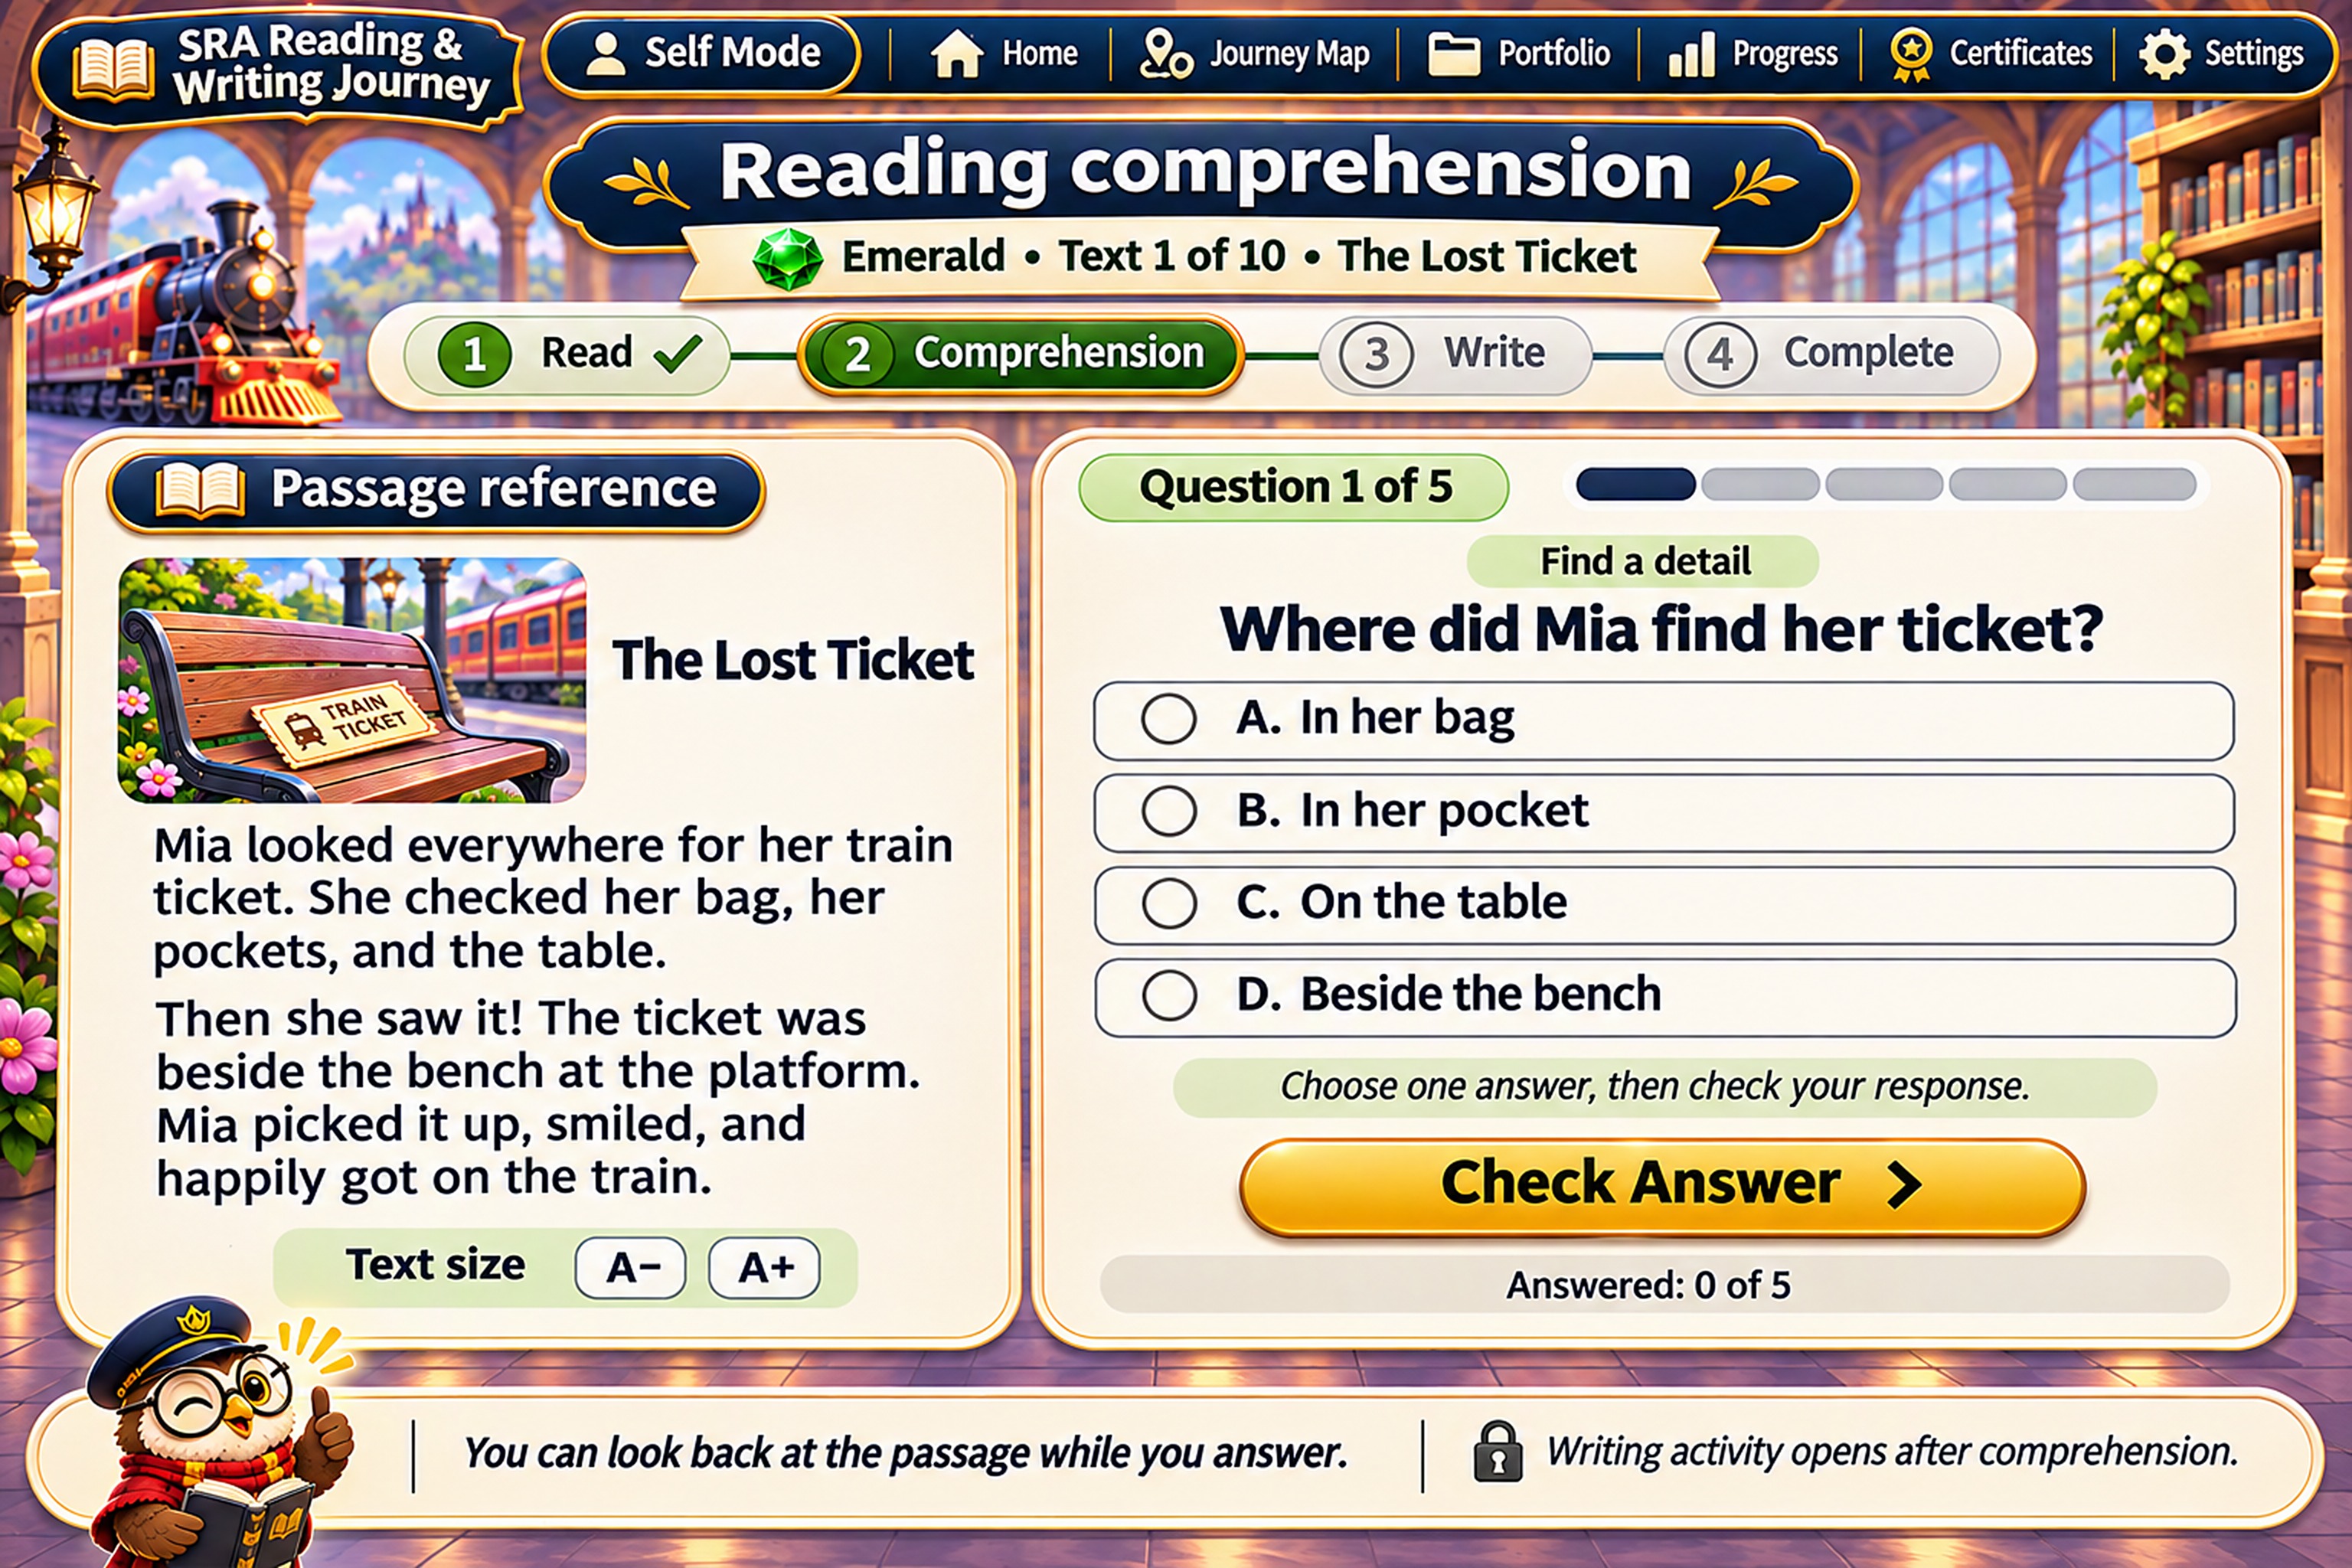 SRA Reading &
Writing Journey
Self Mode
Home
Journey Map
Portfolio
Progress
Certificates
Settings
Reading comprehension
Emerald • Text 1 of 10 • The Lost Ticket
1 Read
2 Comprehension
3 Write
4 Complete
Passage reference
TRAIN
TICKET
The Lost Ticket
Mia looked everywhere for her train
ticket. She checked her bag, her
pockets, and the table.
Then she saw it! The ticket was
beside the bench at the platform.
Mia picked it up, smiled, and
happily got on the train.
Text size A− A+
Question 1 of 5
Find a detail
Where did Mia find her ticket?
A. In her bag
B. In her pocket
C. On the table
D. Beside the bench
Choose one answer, then check your response.
Check Answer
Answered: 0 of 5
You can look back at the passage while you answer.
Writing activity opens after comprehension.